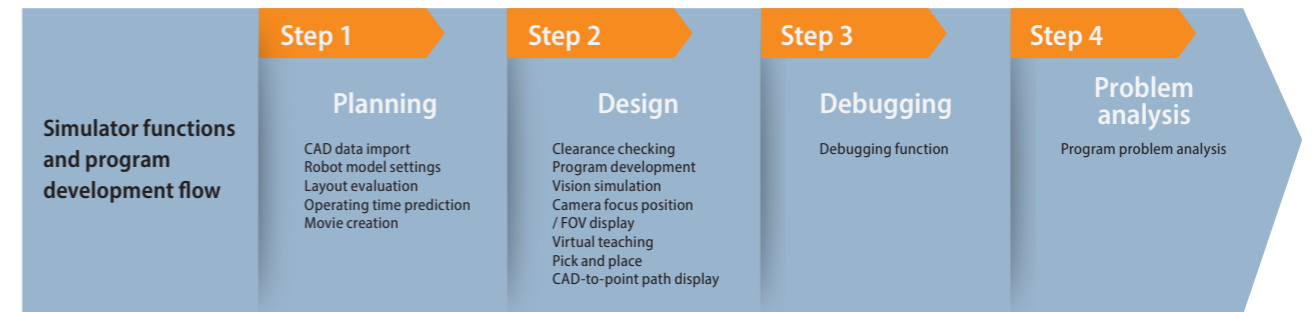 Simulator functions
and program
development flow
Step 1
Planning
CAD data import
Robot model settings
Layout evaluation
Operating time prediction
Movie creation
Step 2
Design
Clearance checking
Program development
Vision simulation
Camera focus position
/ FOV display
Virtual teaching
Pick and place
CAD-to-point path display
Step 3
Debugging
Debugging function
Step 4
Problem
analysis
Program problem analysis